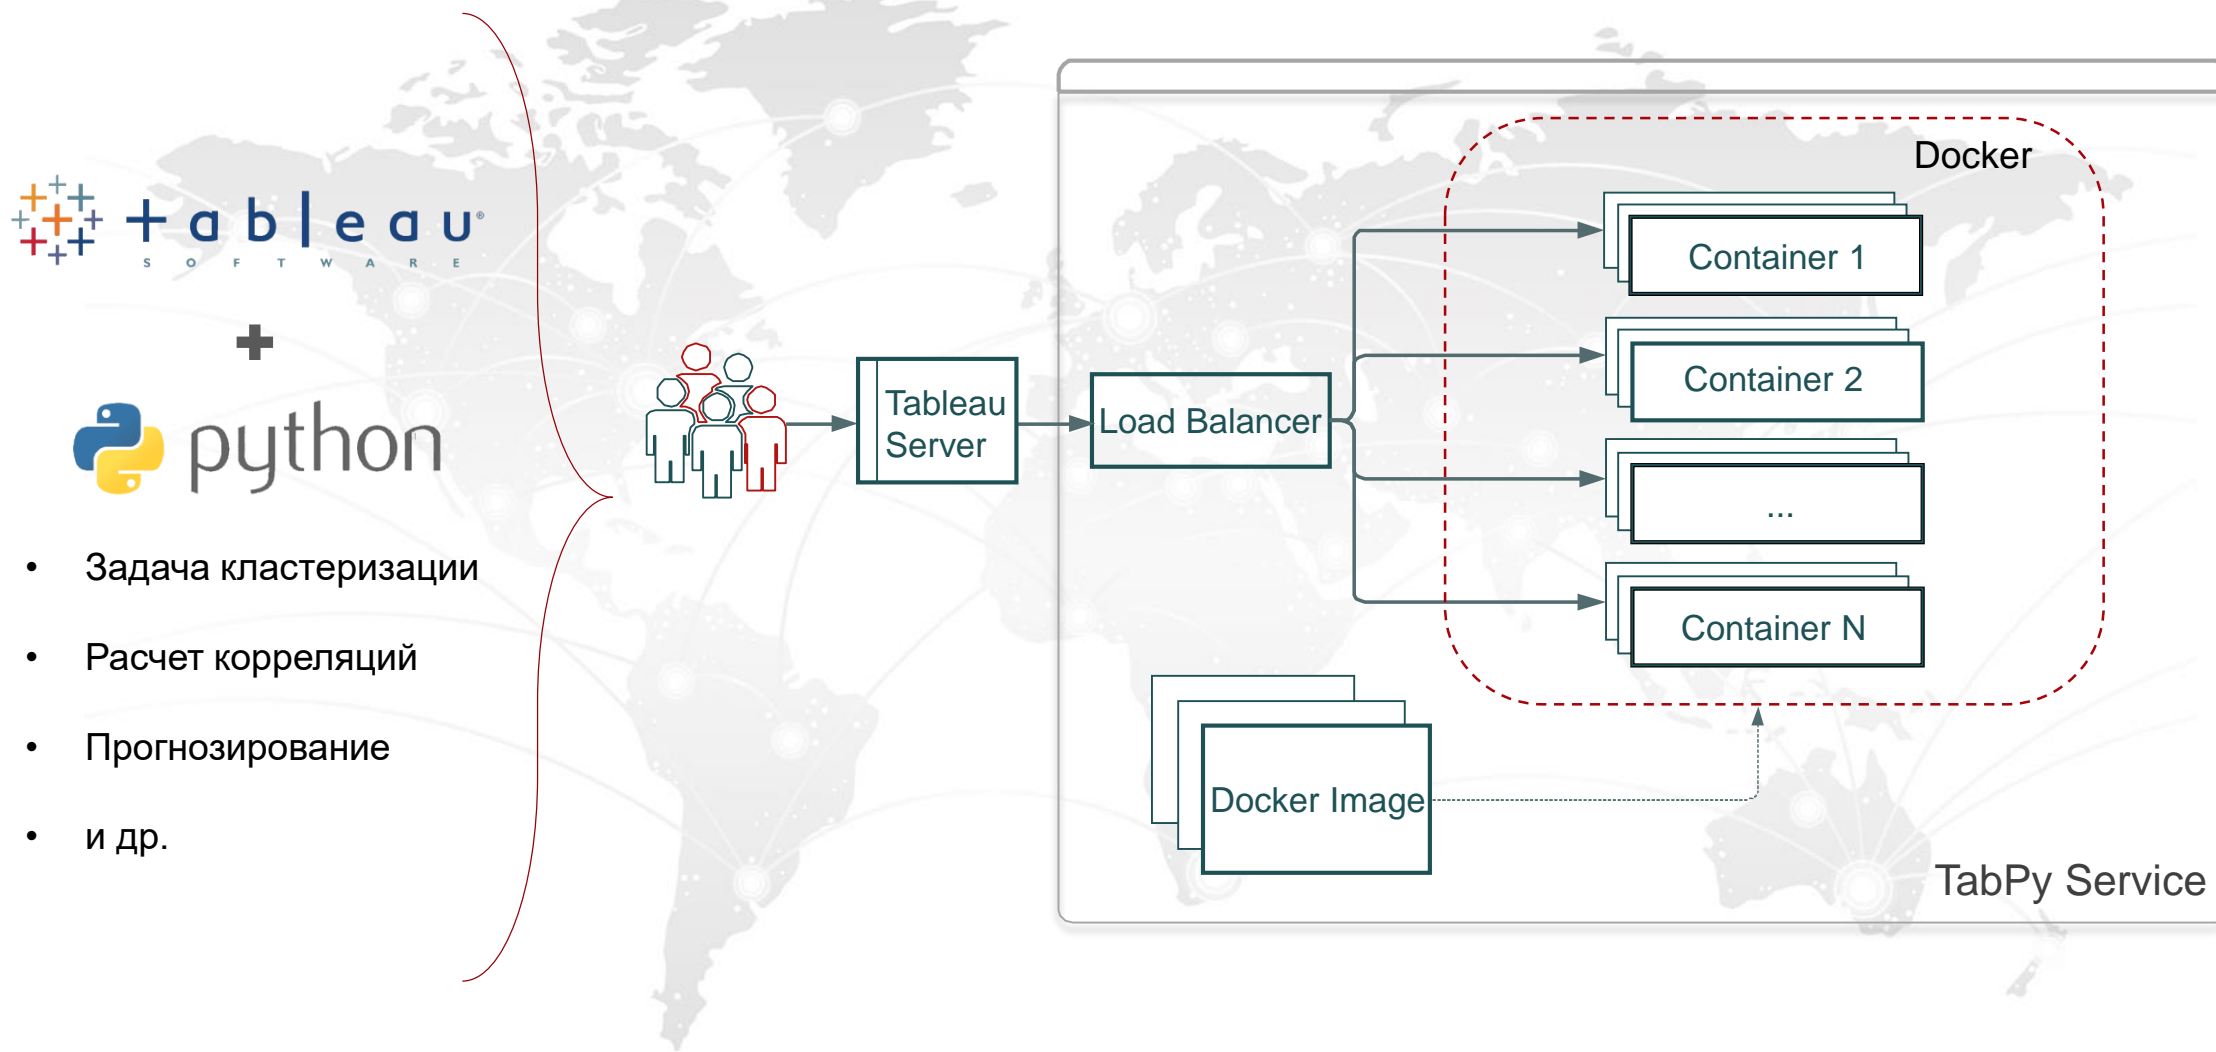 +ableau®
SOFTWARE
python
• Задача кластеризации
• Расчет корреляций
• Прогнозирование
• и др.
Tableau
Server
Load Balancer
Docker
Container 1
Container 2
...
Container N
Docker Image
TabPy Service